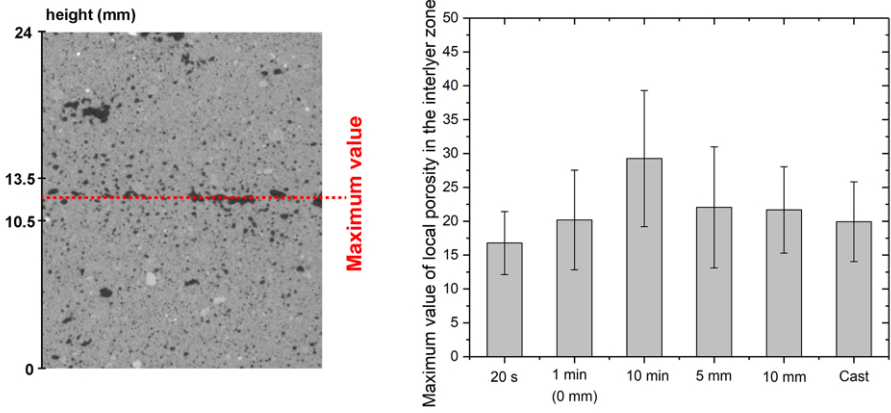 height (mm)
24
13.5
10.5
0
Maximum value
Maximum value of local porosity in the interlyer zone
50
45
40
35
30
25
20
15
10
5
0
20 s
1 min
(0 mm)
10 min
5 mm
10 mm
Cast